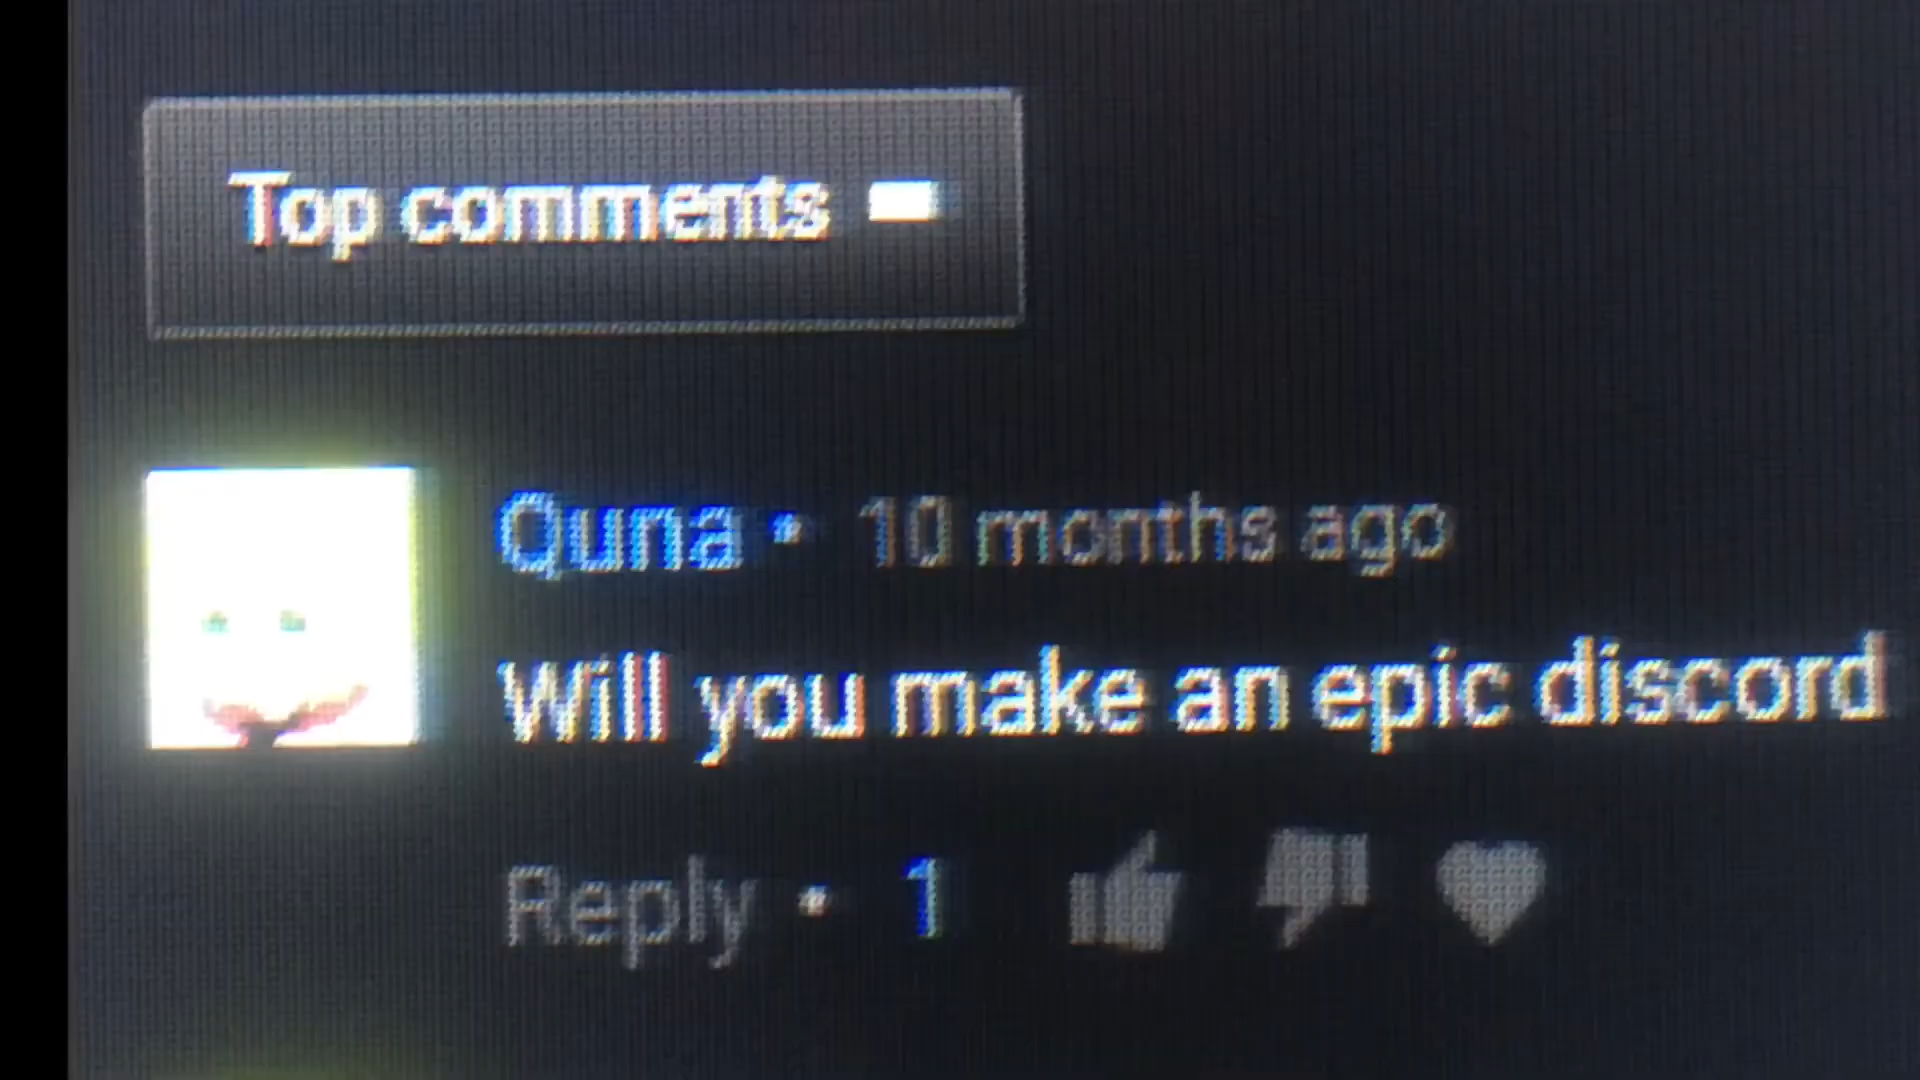 Top comments
Quna • 10 months ago
Will you make an epic discord
Reply • 1